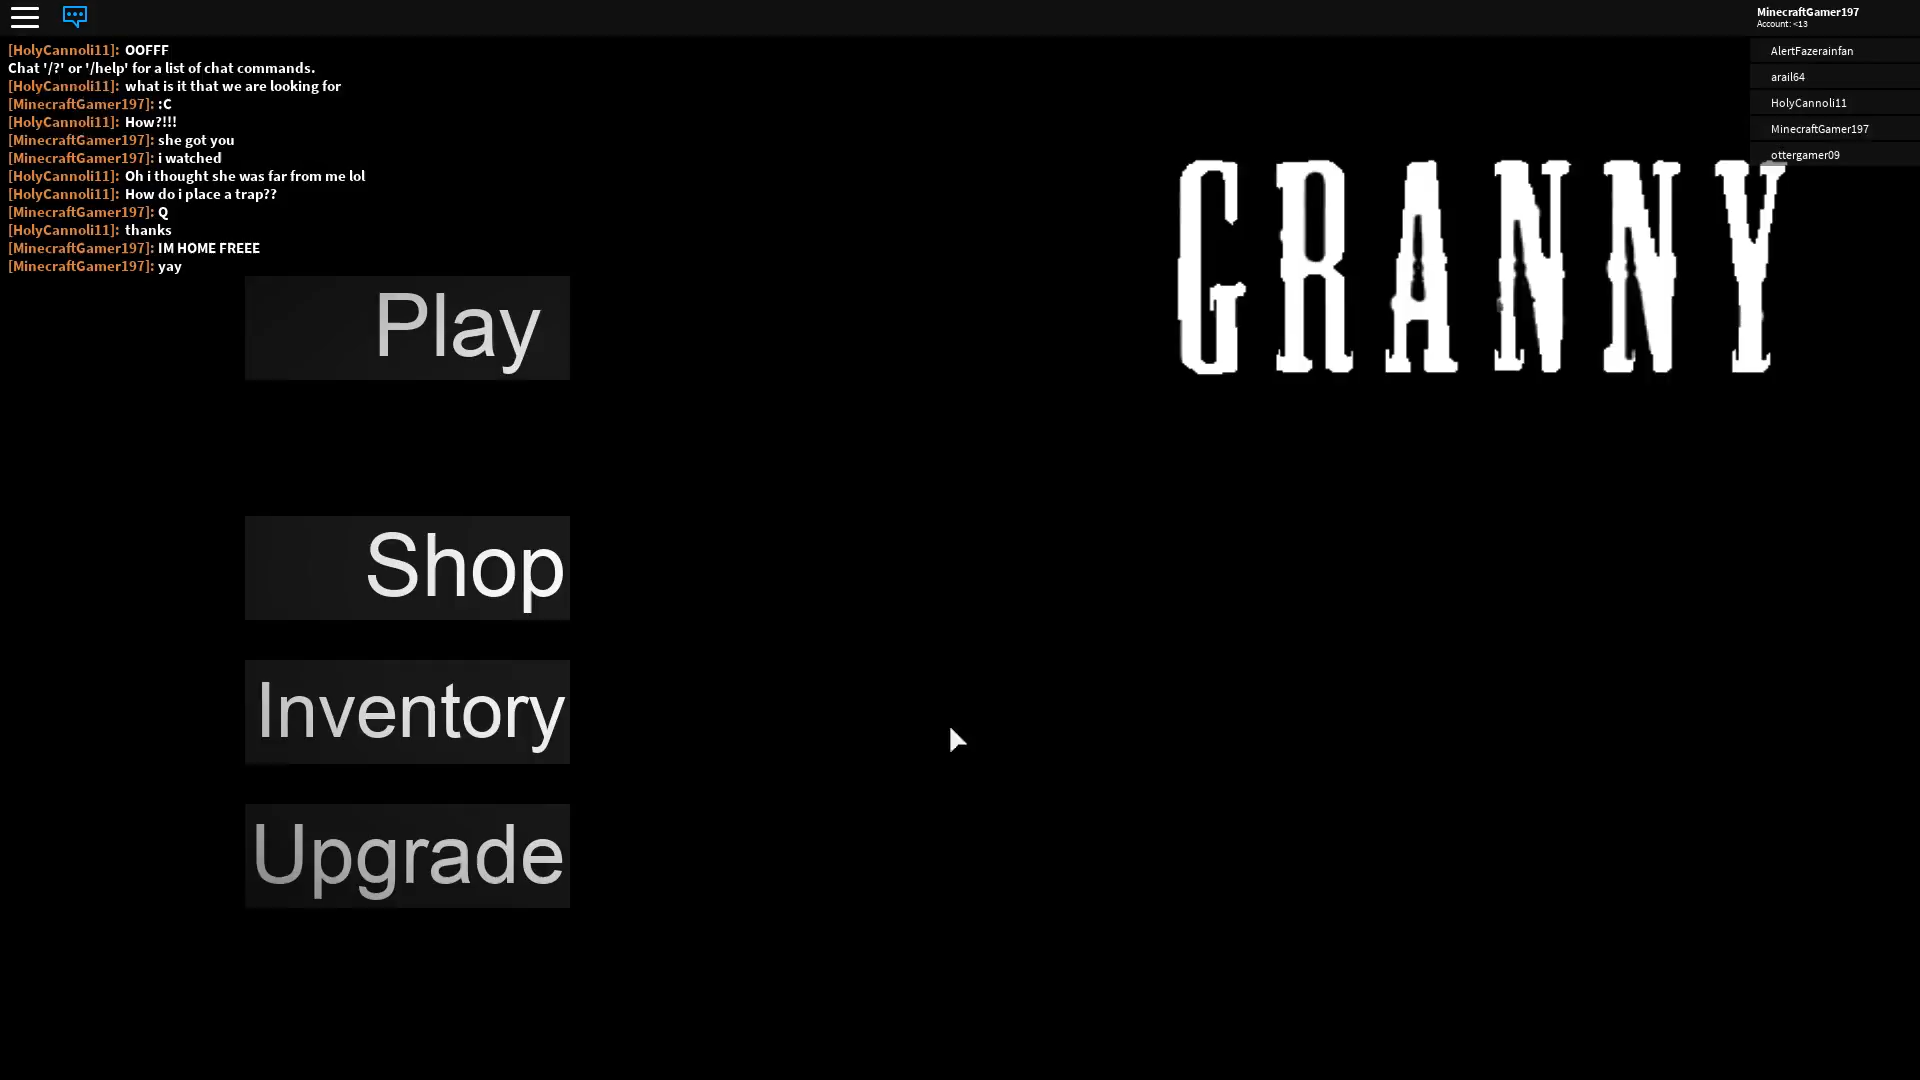 MinecraftGamer197
Account: <13
[HolyCannoli11]: OOFFF
Chat '/?' or '/help' for a list of chat commands.
[HolyCannoli11]: what is it that we are looking for
[MinecraftGamer197]: :C
[HolyCannoli11]: How?!!!
[MinecraftGamer197]: she got you
[MinecraftGamer197]: i watched
[HolyCannoli11]: Oh i thought she was far from me lol
[HolyCannoli11]: How do i place a trap??
[MinecraftGamer197]: Q
[HolyCannoli11]: thanks
[MinecraftGamer197]: IM HOME FREEE
[MinecraftGamer197]: yay
AlertFazerainfan
arail64
HolyCannoli11
MinecraftGamer197
ottergamer09
GRANNY
Play
Shop
Inventory
Upgrade